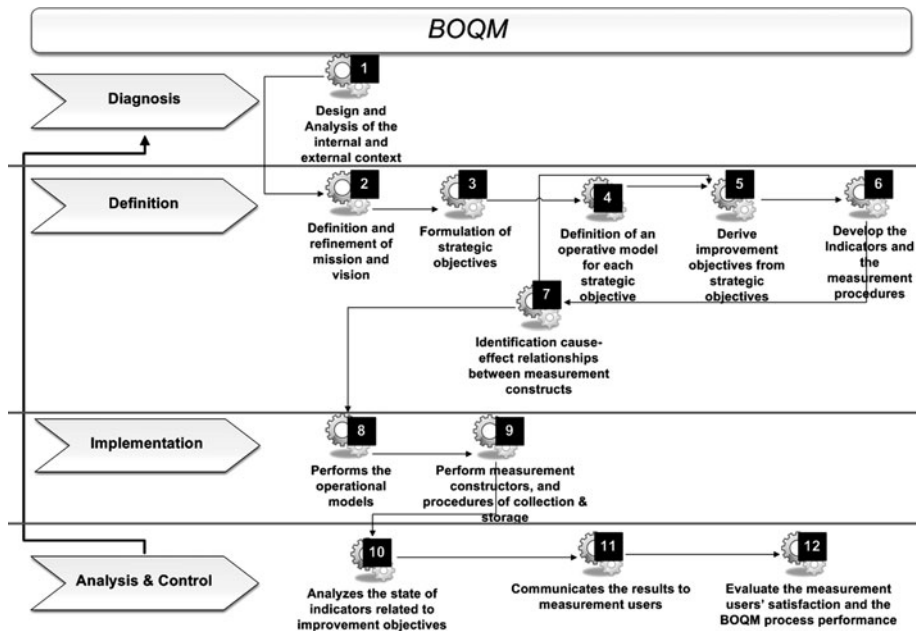 BOQM
Diagnosis
1
Design and
Analysis of the
internal and
external context
Definition
2
Definition and
refinement of
mission and
vision
3
Formulation of
strategic
objectives
4
Definition of an
operative model
for each
strategic
objective
5
Derive
improvement
objectives from
strategic
objectives
6
Develop the
Indicators and
the
measurement
procedures
7
Identification cause-
effect relationships
between measurement
constructs
Implementation
8
Performs the
operational
models
9
Perform measurement
constructors, and
procedures of collection &
storage
Analysis & Control
10
Analyzes the state of
indicators related to
improvement objectives
11
Communicates the results to
measurement users
12
Evaluate the measurement
users' satisfaction and the
BOQM process performance